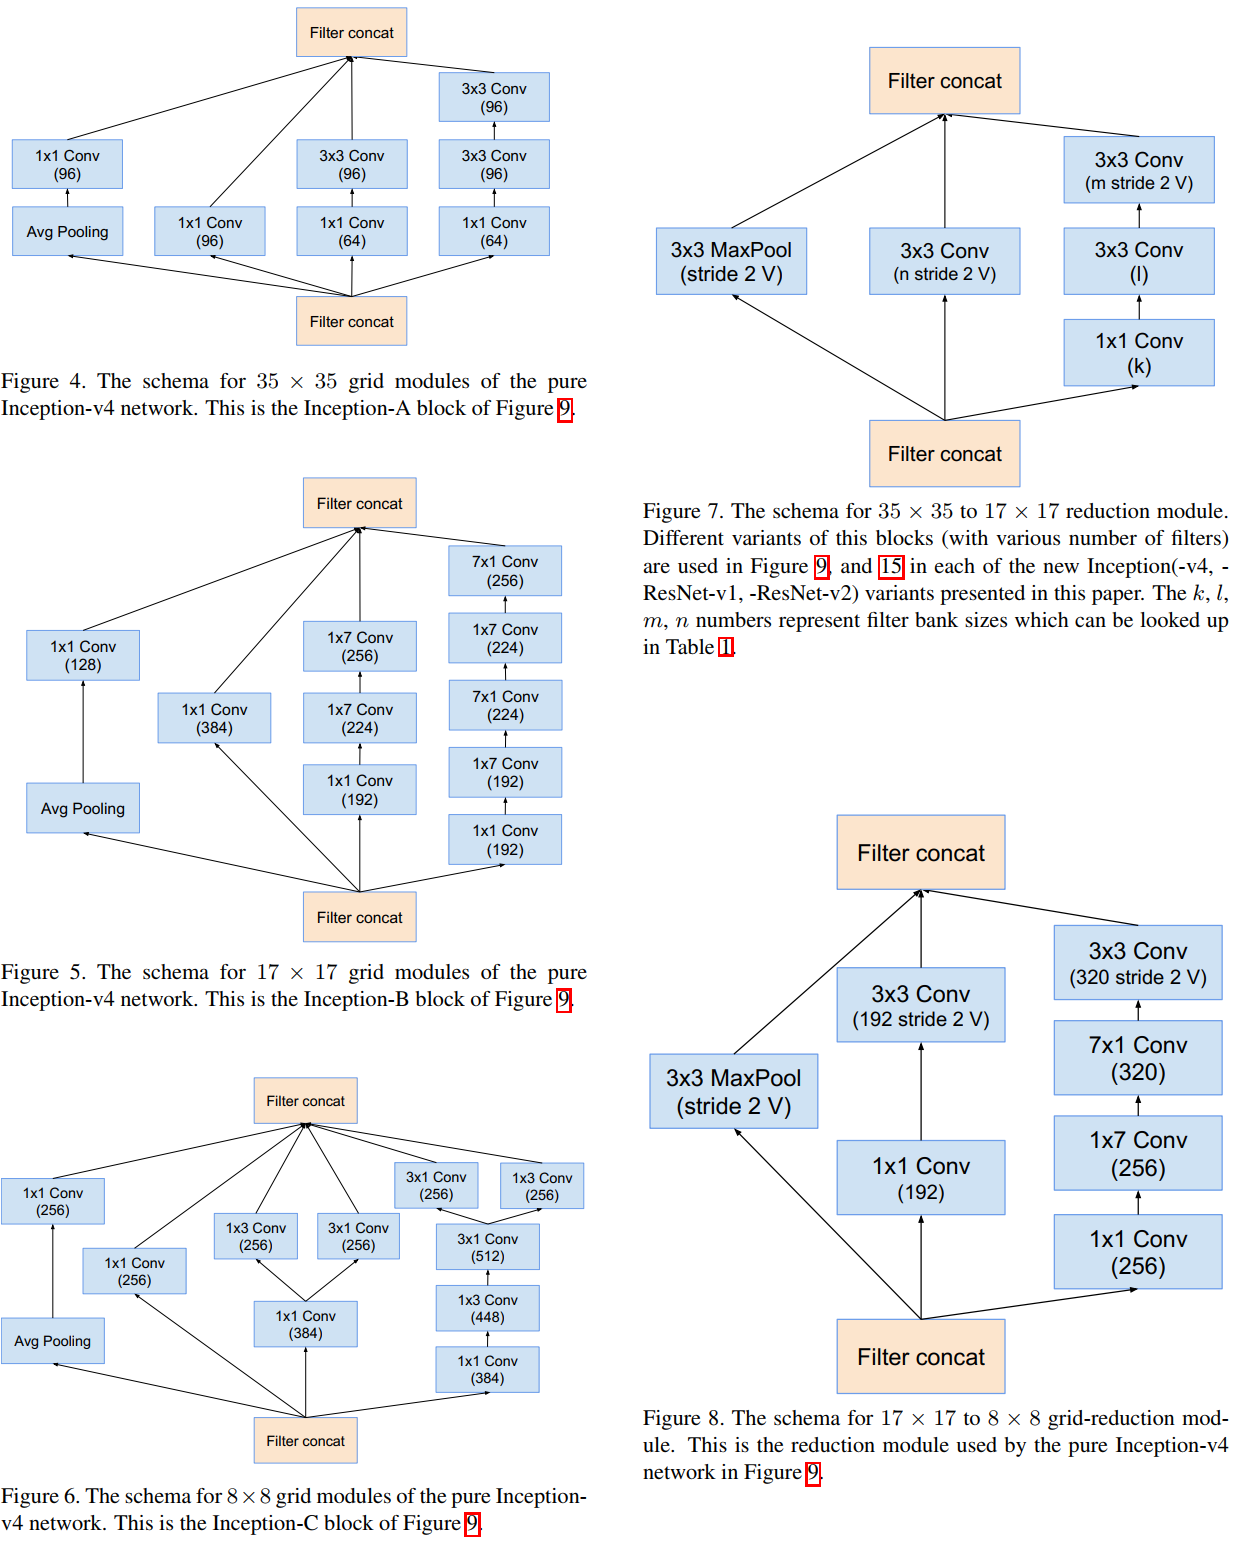 Filter concat
3x3 Conv
(96)
1x1 Conv
(96)
3x3 Conv
(96)
3x3 Conv
(96)
Avg Pooling
1x1 Conv
(96)
1x1 Conv
(64)
1x1 Conv
(64)
Filter concat
Figure 4. The schema for 35 × 35 grid modules of the pure
Inception-v4 network. This is the Inception-A block of Figure 9.
Filter concat
7x1 Conv
(256)
1x1 Conv
(128)
1x7 Conv
(256)
1x7 Conv
(224)
1x1 Conv
(384)
1x7 Conv
(224)
7x1 Conv
(224)
Avg Pooling
1x1 Conv
(192)
1x7 Conv
(192)
1x1 Conv
(192)
Filter concat
Figure 5. The schema for 17 × 17 grid modules of the pure
Inception-v4 network. This is the Inception-B block of Figure 9.
Filter concat
1x1 Conv
(256)
3x1 Conv
(256)
1x3 Conv
(256)
1x1 Conv
(256)
1x3 Conv
(256)
3x1 Conv
(256)
3x1 Conv
(512)
Avg Pooling
1x1 Conv
(384)
1x3 Conv
(448)
1x1 Conv
(384)
Filter concat
Figure 6. The schema for 8×8 grid modules of the pure Inception-
v4 network. This is the Inception-C block of Figure 9.
Filter concat
3x3 Conv
(m stride 2 V)
3x3 MaxPool
(stride 2 V)
3x3 Conv
(n stride 2 V)
3x3 Conv
(l)
1x1 Conv
(k)
Filter concat
Figure 7. The schema for 35 × 35 to 17 × 17 reduction module.
Different variants of this blocks (with various number of filters)
are used in Figure 9, and 15 in each of the new Inception(-v4, -
ResNet-v1, -ResNet-v2) variants presented in this paper. The k, l,
m, n numbers represent filter bank sizes which can be looked up
in Table 1.
Filter concat
3x3 Conv
(320 stride 2 V)
3x3 Conv
(192 stride 2 V)
7x1 Conv
(320)
3x3 MaxPool
(stride 2 V)
1x7 Conv
(256)
1x1 Conv
(192)
1x1 Conv
(256)
Filter concat
Figure 8. The schema for 17 × 17 to 8 × 8 grid-reduction mod-
ule. This is the reduction module used by the pure Inception-v4
network in Figure 9.